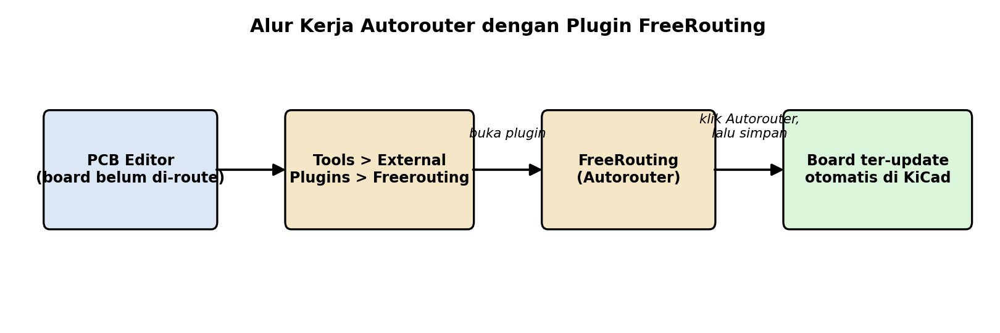 Alur Kerja Autorouter dengan Plugin FreeRouting
PCB Editor
(board belum di-route)
Tools > External
Plugins > Freerouting
buka plugin
FreeRouting
(Autorouter)
klik Autorouter,
lalu simpan
Board ter-update
otomatis di KiCad